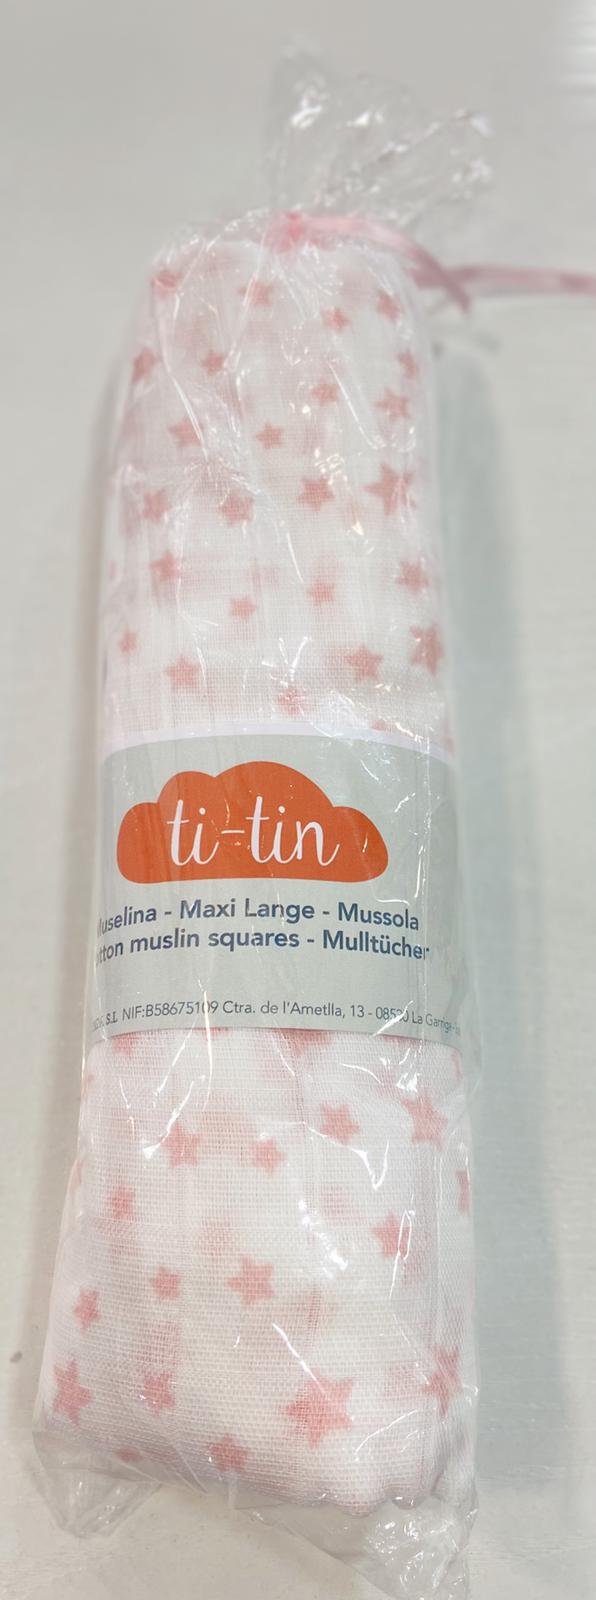 ti-tin
Muselina - Maxi Lange - Mussola
Cotton muslin squares - Mulltücher
S.L NIF:B58675109 Ctra. de l'Ametlla, 13 - 08530 La Garriga